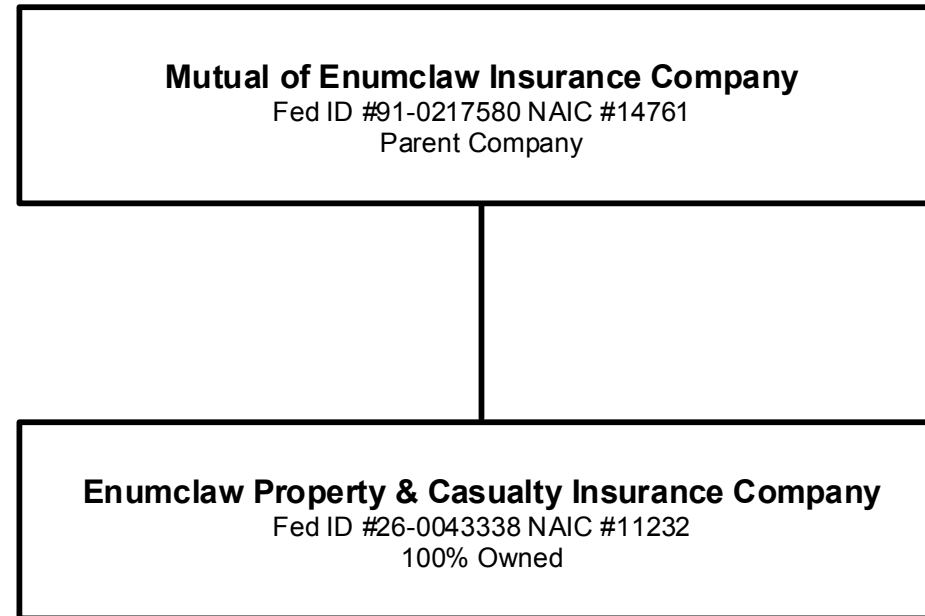 Mutual of Enumclaw Insurance Company
Fed ID #91-0217580 NAIC #14761
Parent Company
Enumclaw Property & Casualty Insurance Company
Fed ID #26-0043338 NAIC #11232
100% Owned